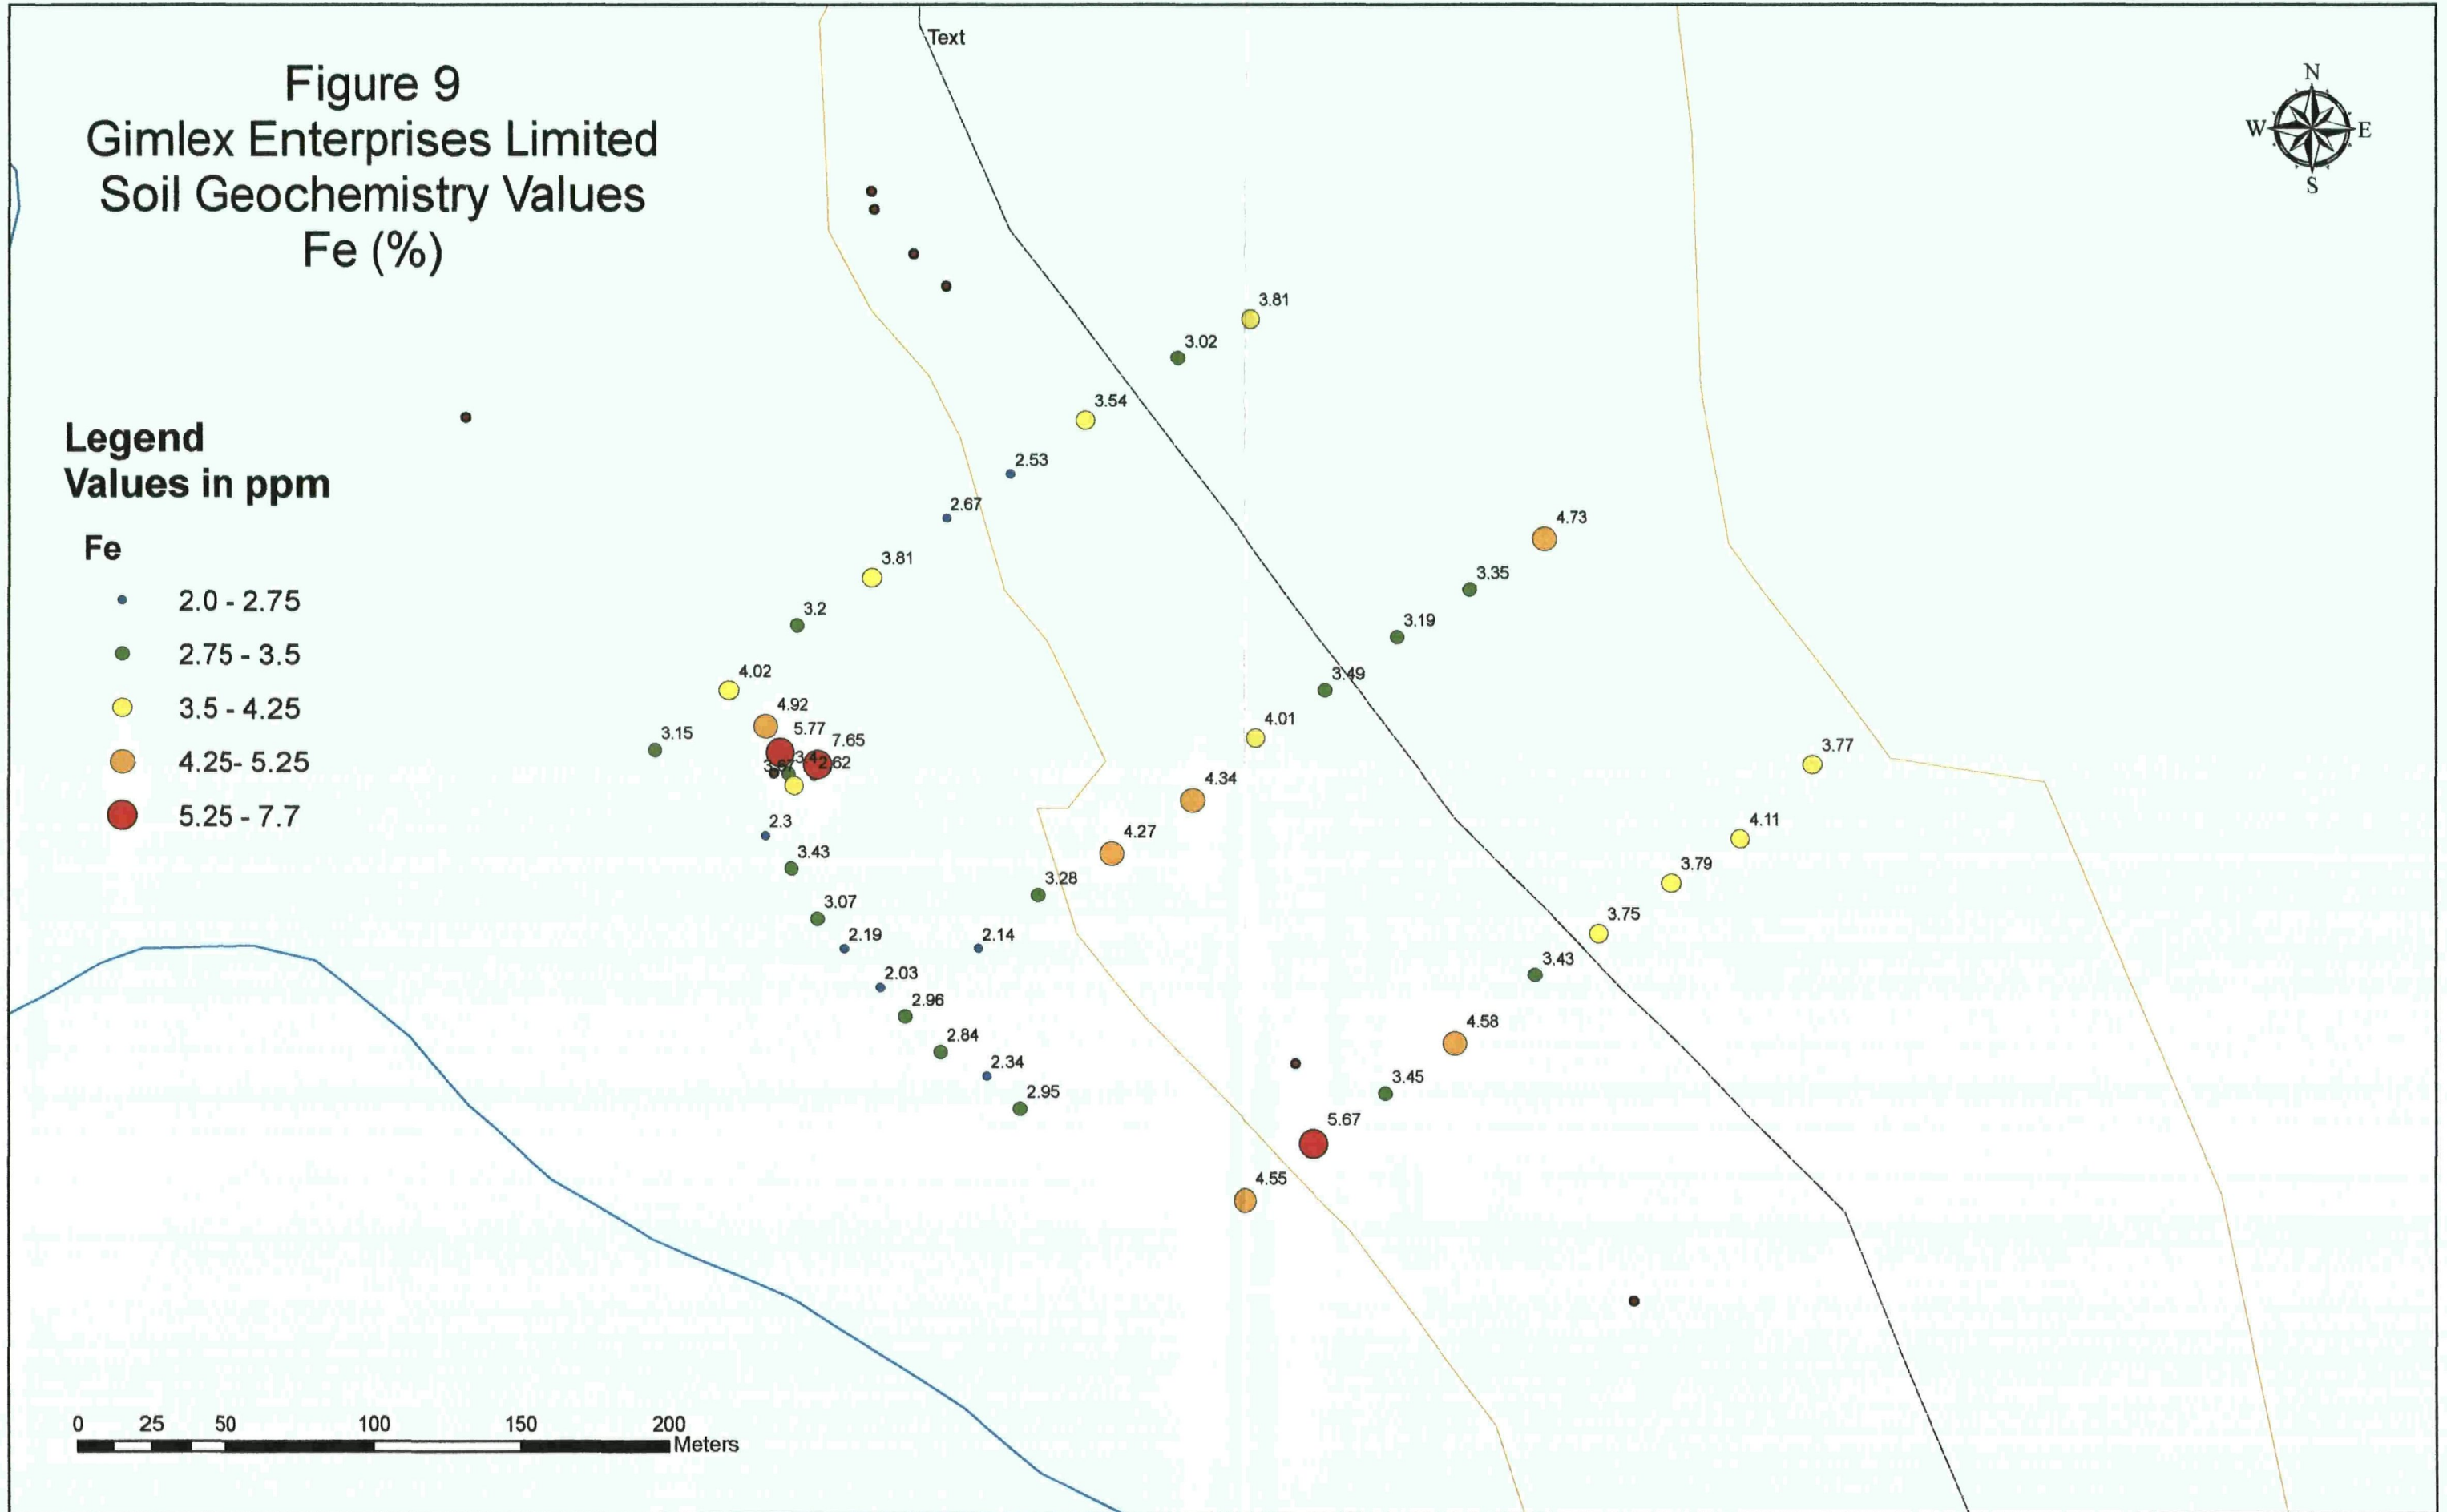 Text
Figure 9
Gimlex Enterprises Limited
Soil Geochemistry Values
Fe (%)
N
W E
S
3.81
3.02
3.54
Legend
Values in ppm
2.53
2.67
4.73
Fe
3.81
3.35
2.0 - 2.75
3.2
3.19
2.75 - 3.5
4.02
3.49
3.5 - 4.25
4.92
4.01
5.77
3.15
7.65
3.77
4.25- 5.25
2.62
4.34
5.25 - 7.7
2.3
4.27
4.11
3.43
3.79
3.28
3.07
3.75
2.19
2.14
3.43
2.03
2.96
4.58
2.84
2.34
3.45
2.95
5.67
4.55
0 25 50 100 150 200
Meters